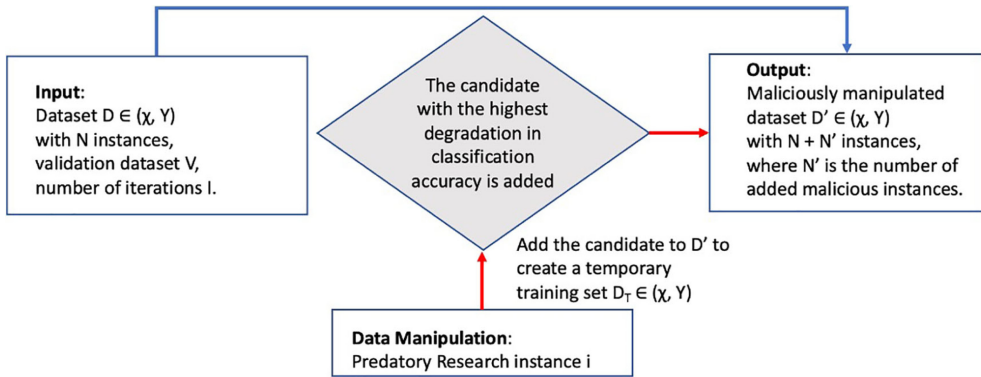 Input:
Dataset D ∈ (χ, Y)
with N instances,
validation dataset V,
number of iterations I.
The candidate
with the highest
degradation in
classification
accuracy is added
Output:
Maliciously manipulated
dataset D’ ∈ (χ, Y)
with N + N’ instances,
where N’ is the number of
added malicious instances.
Add the candidate to D’ to
create a temporary
training set D_T ∈ (χ, Y)
Data Manipulation:
Predatory Research instance i